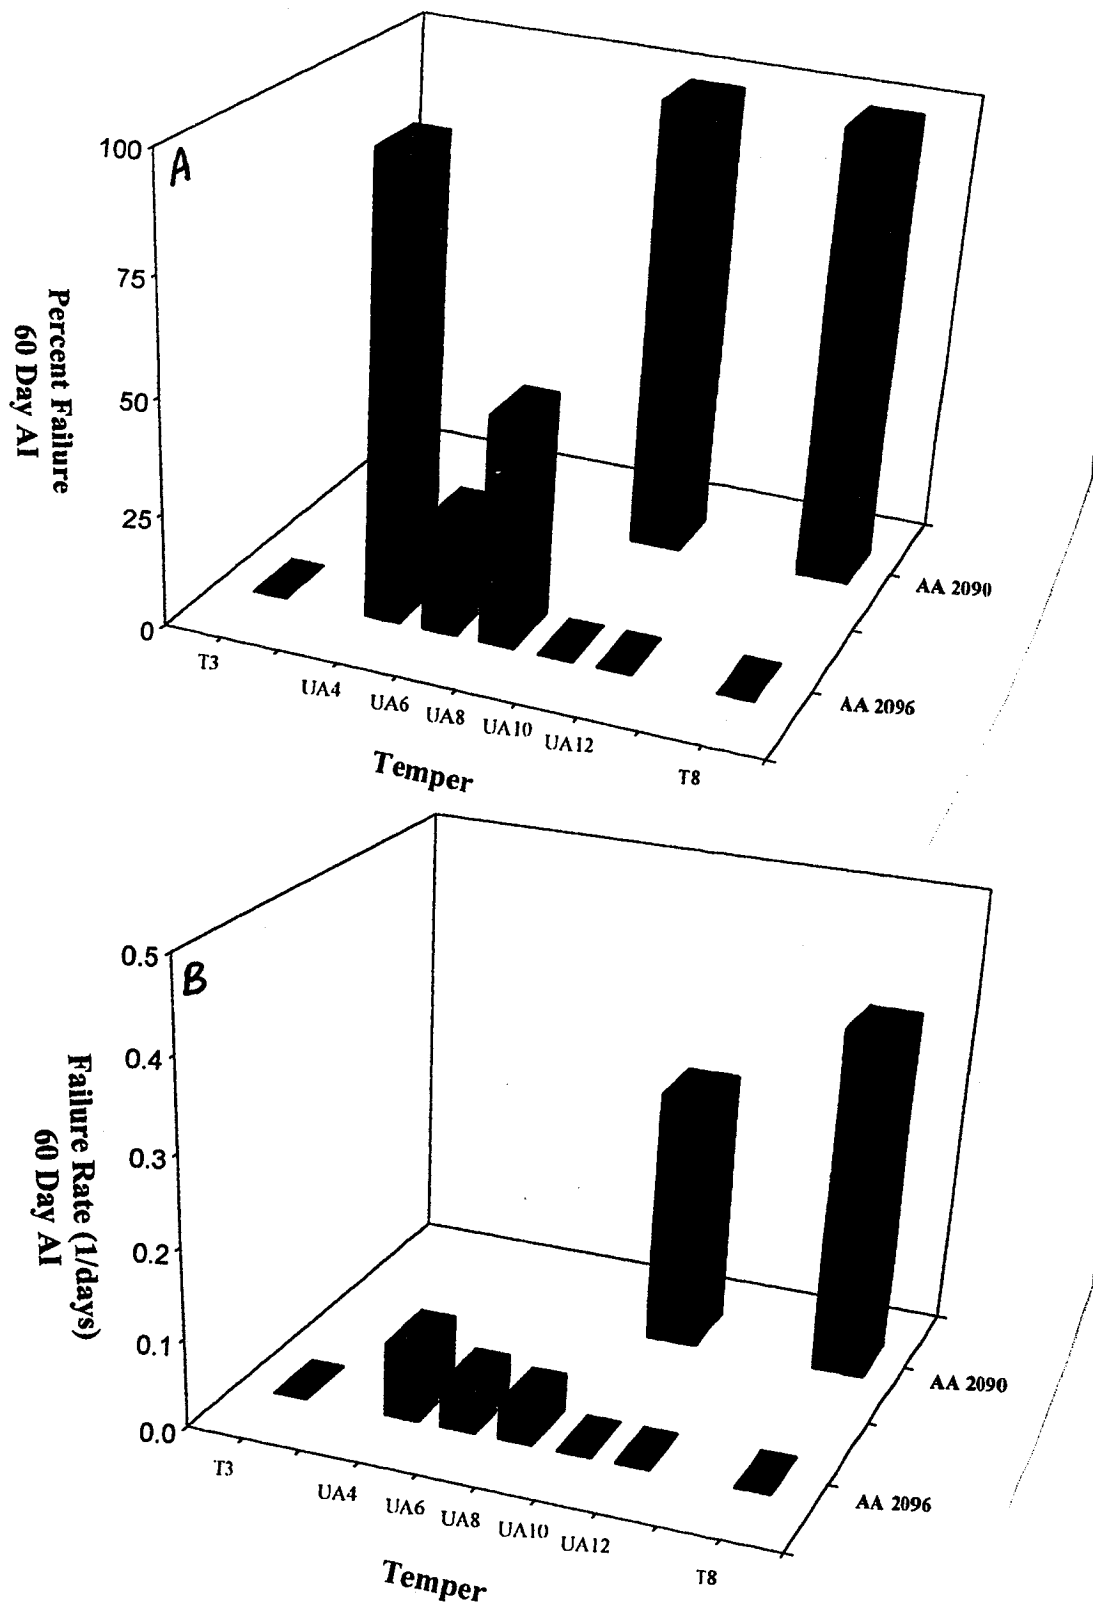 A
100
75
50
25
0
Percent Failure
60 Day AI
T3
UA4
UA6
UA8
UA10
UA12
T8
Temper
AA 2090
AA 2096
B
0.5
0.4
0.3
0.2
0.1
0.0
Failure Rate (1/days)
60 Day AI
T3
UA4
UA6
UA8
UA10
UA12
T8
Temper
AA 2090
AA 2096